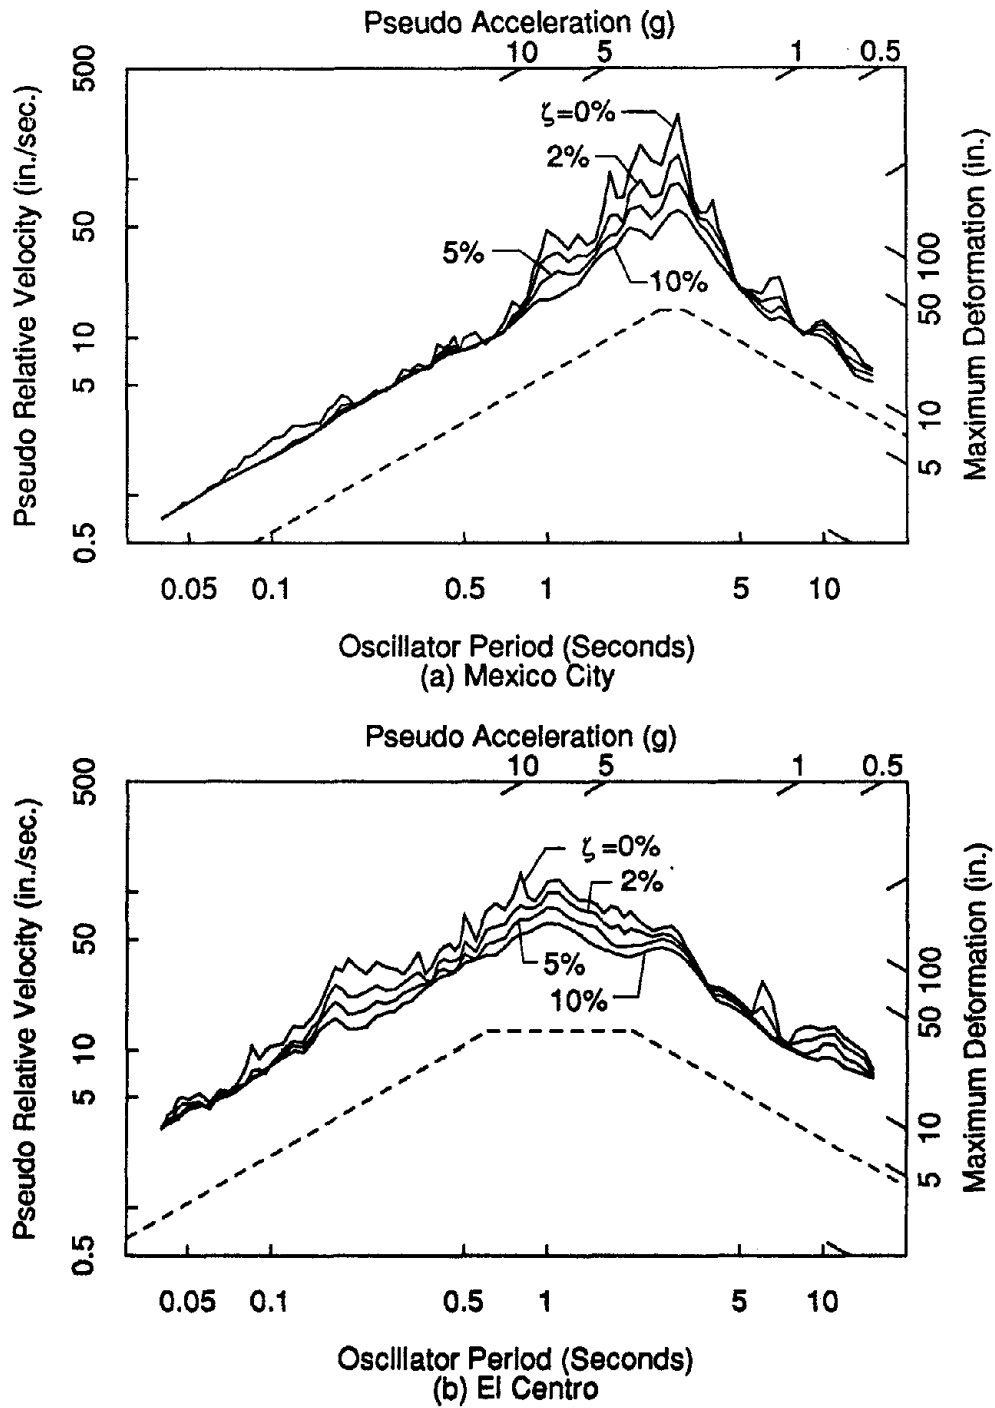 Pseudo Acceleration (g)
10 5 1 0.5
500
50
10
5
0.5
Pseudo Relative Velocity (in./sec.)
ζ=0%
2%
5%
10%
100
50
10
5
Maximum Deformation (in.)
0.05 0.1 0.5 1 5 10
Oscillator Period (Seconds)
(a) Mexico City
Pseudo Acceleration (g)
10 5 1 0.5
500
50
10
5
0.5
Pseudo Relative Velocity (in./sec.)
ζ=0%
2%
5%
10%
100
50
10
5
Maximum Deformation (in.)
0.05 0.1 0.5 1 5 10
Oscillator Period (Seconds)
(b) El Centro